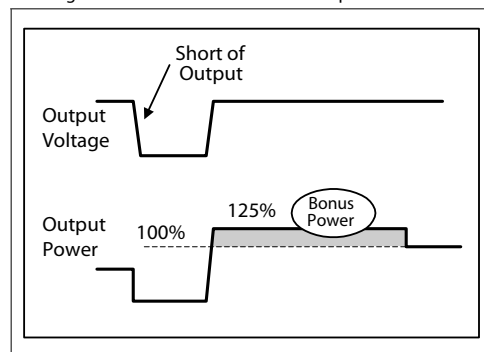 Short of
Output
Output
Voltage
125%
Bonus
Power
Output
Power
100%